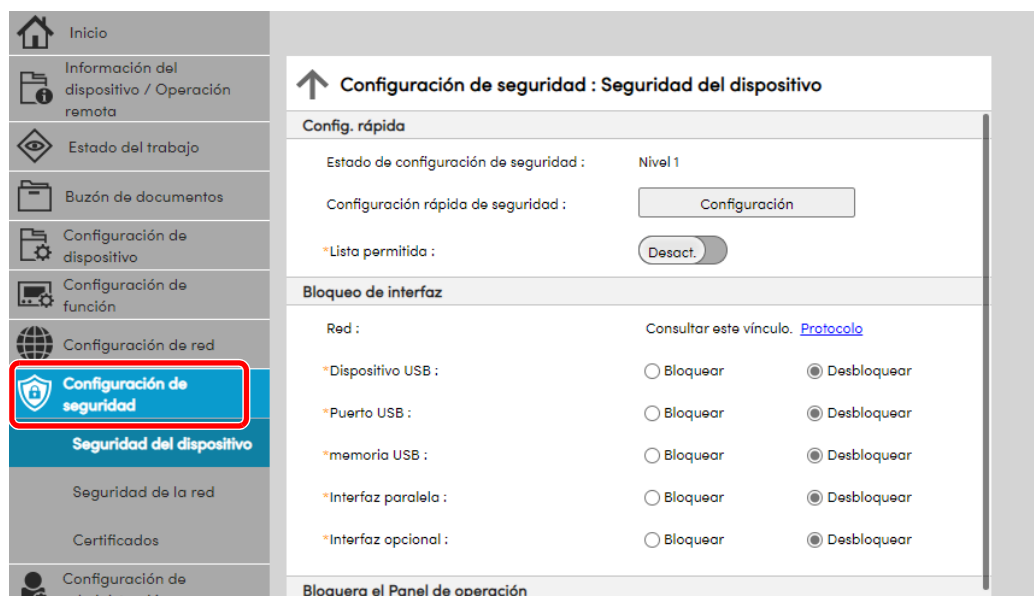 Inicio
Información del
dispositivo / Operación
remota
Estado del trabajo
Buzón de documentos
Configuración de
dispositivo
Configuración de
función
Configuración de red
Configuración de
seguridad
Seguridad del dispositivo
Seguridad de la red
Certificados
Configuración de
Configuración de seguridad : Seguridad del dispositivo
Config. rápida
Estado de configuración de seguridad : Nivel 1
Configuración rápida de seguridad : Configuración
*Lista permitida : Desact.
Bloqueo de interfaz
Red : Consultar este vínculo. Protocolo
*Dispositivo USB : Bloquear Desbloquear
*Puerto USB : Bloquear Desbloquear
*memoria USB : Bloquear Desbloquear
*Interfaz paralela : Bloquear Desbloquear
*Interfaz opcional : Bloquear Desbloquear
Bloquera el Panel de operación